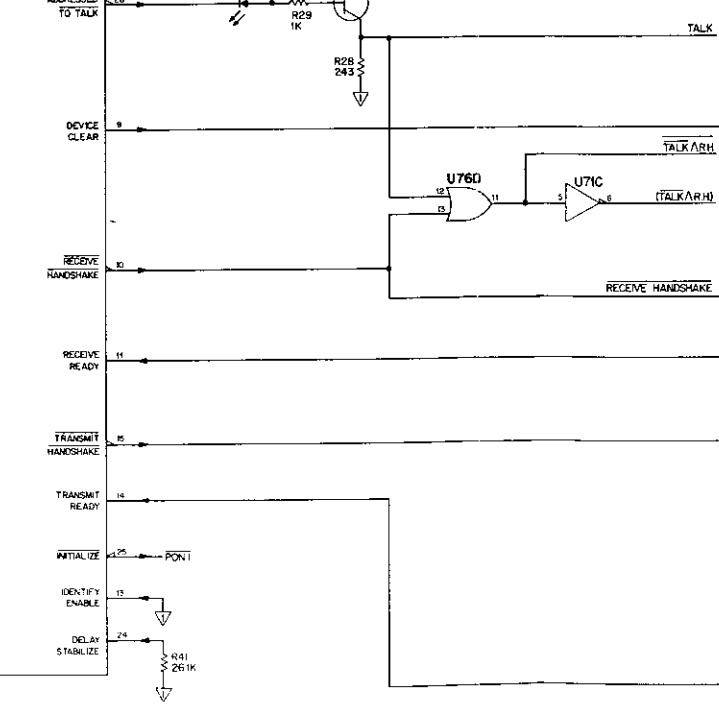 TO TALK
R29
1K
TALK
R28
243
DEVICE
CLEAR
9
TALK∧RH
U76D
12
13
11
U71C
5
6
(TALK∧RH)
RECEIVE
HANDSHAKE
10
RECEIVE HANDSHAKE
RECEIVE
READY
11
TRANSMIT
HANDSHAKE
15
TRANSMIT
READY
14
INITIALIZE
25
PON1
IDENTIFY
ENABLE
13
DELAY
STABILIZE
24
R41
261K